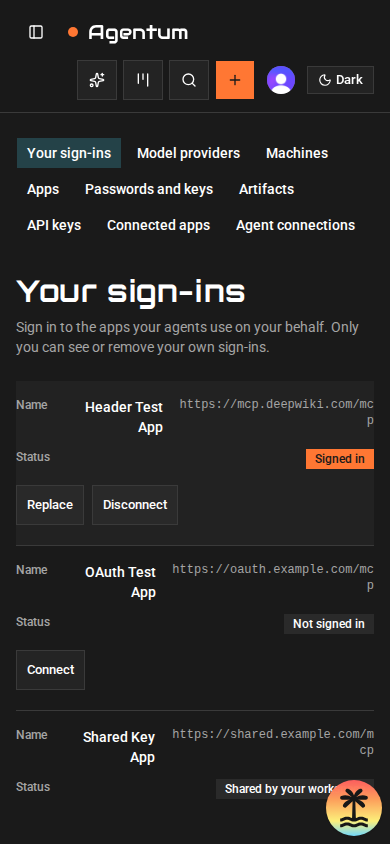 Agentum
Dark
Your sign-ins Model providers Machines
Apps Passwords and keys Artifacts
API keys Connected apps Agent connections
Your sign-ins
Sign in to the apps your agents use on your behalf. Only
you can see or remove your own sign-ins.
Name Header Test https://mcp.deepwiki.com/mc
App p
Status Signed in
Replace Disconnect
Name OAuth Test https://oauth.example.com/mc
App p
Status Not signed in
Connect
Name Shared Key https://shared.example.com/m
App cp
Status Shared by your